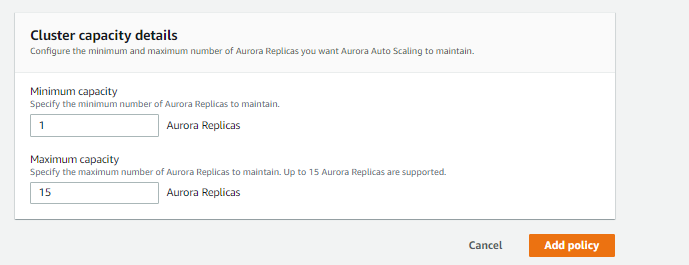 Cluster capacity details
Configure the minimum and maximum number of Aurora Replicas you want Aurora Auto Scaling to maintain.
Minimum capacity
Specify the minimum number of Aurora Replicas to maintain.
1 Aurora Replicas
Maximum capacity
Specify the maximum number of Aurora Replicas to maintain. Up to 15 Aurora Replicas are supported.
15 Aurora Replicas
Cancel Add policy